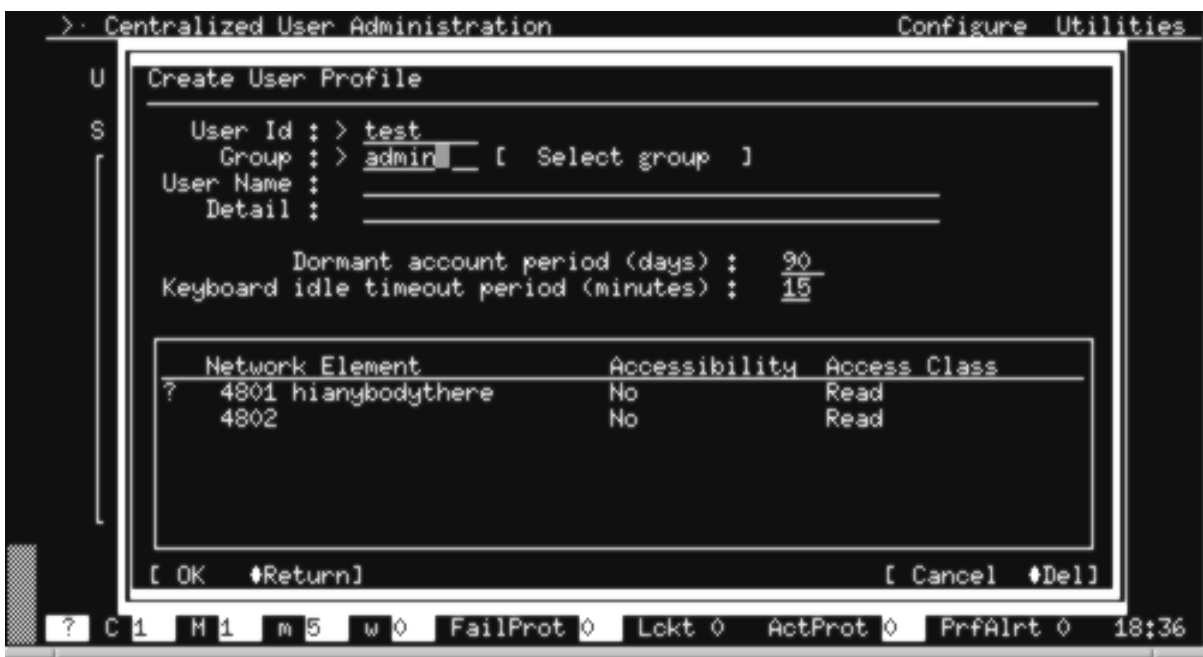 >· Centralized User Administration Configure Utilities
U
Create User Profile
S
User Id : > test
Group : > admin [ Select group ]
User Name :
Detail :
Dormant account period (days) : 90
Keyboard idle timeout period (minutes) : 15
Network Element Accessibility Access Class
? 4801 hianybodythere No Read
4802 No Read
[ OK ♦Return] [ Cancel ♦Del]
? C 1 M 1 m 5 w 0 FailProt 0 Lckt 0 ActProt 0 PrfAlrt 0 18:36